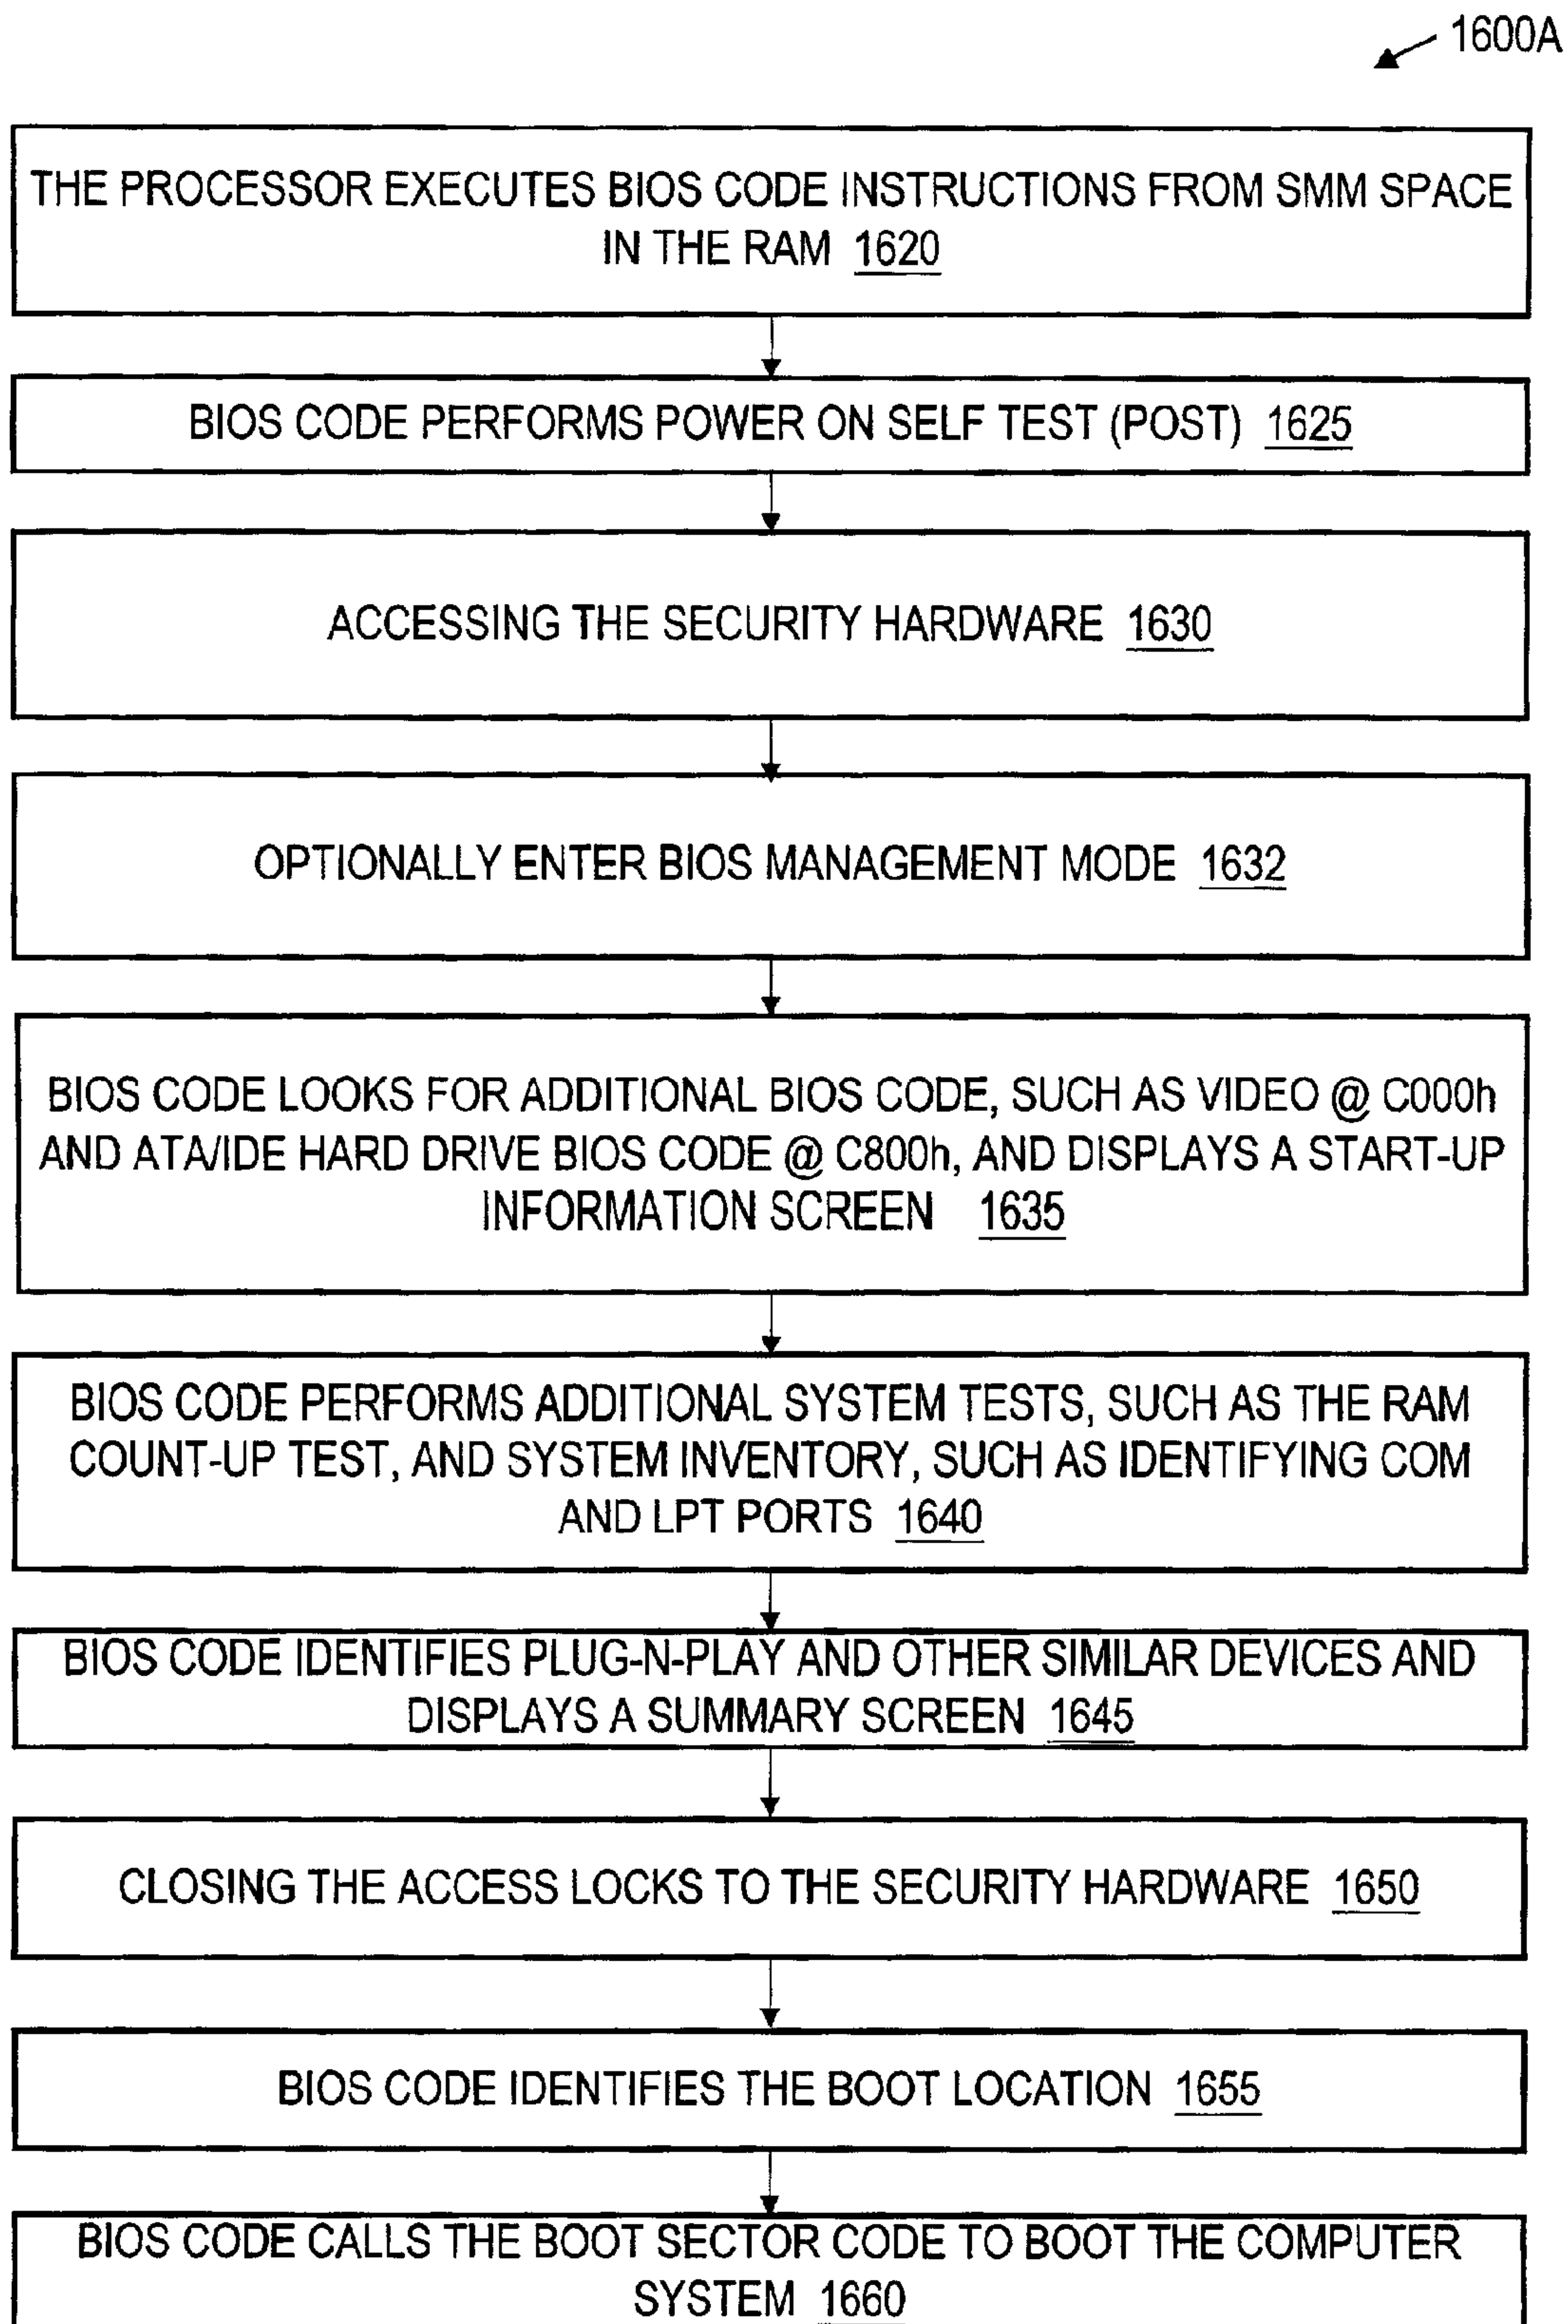 1600A
THE PROCESSOR EXECUTES BIOS CODE INSTRUCTIONS FROM SMM SPACE
IN THE RAM 1620
BIOS CODE PERFORMS POWER ON SELF TEST (POST) 1625
ACCESSING THE SECURITY HARDWARE 1630
OPTIONALLY ENTER BIOS MANAGEMENT MODE 1632
BIOS CODE LOOKS FOR ADDITIONAL BIOS CODE, SUCH AS VIDEO @ C000h
AND ATA/IDE HARD DRIVE BIOS CODE @ C800h, AND DISPLAYS A START-UP
INFORMATION SCREEN 1635
BIOS CODE PERFORMS ADDITIONAL SYSTEM TESTS, SUCH AS THE RAM
COUNT-UP TEST, AND SYSTEM INVENTORY, SUCH AS IDENTIFYING COM
AND LPT PORTS 1640
BIOS CODE IDENTIFIES PLUG-N-PLAY AND OTHER SIMILAR DEVICES AND
DISPLAYS A SUMMARY SCREEN 1645
CLOSING THE ACCESS LOCKS TO THE SECURITY HARDWARE 1650
BIOS CODE IDENTIFIES THE BOOT LOCATION 1655
BIOS CODE CALLS THE BOOT SECTOR CODE TO BOOT THE COMPUTER
SYSTEM 1660